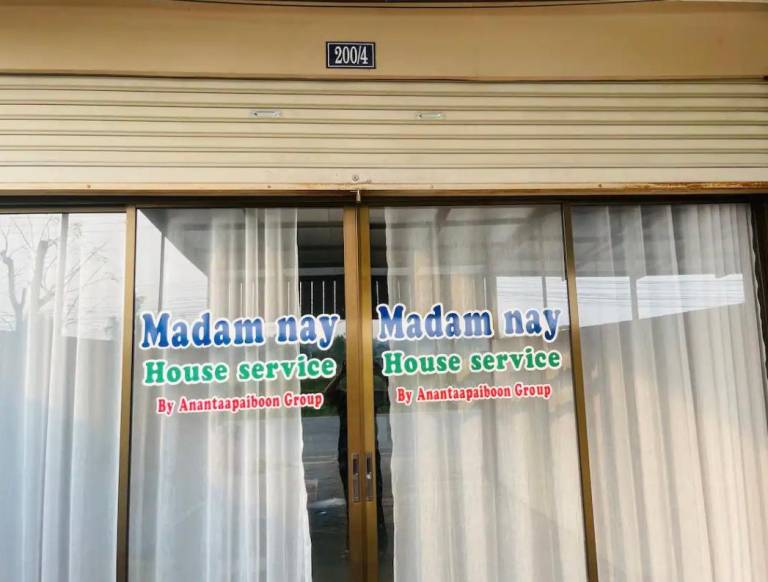 200/4
Madam nay
House service
By Anantaapaiboon Group
Madam nay
House service
By Anantaapaiboon Group